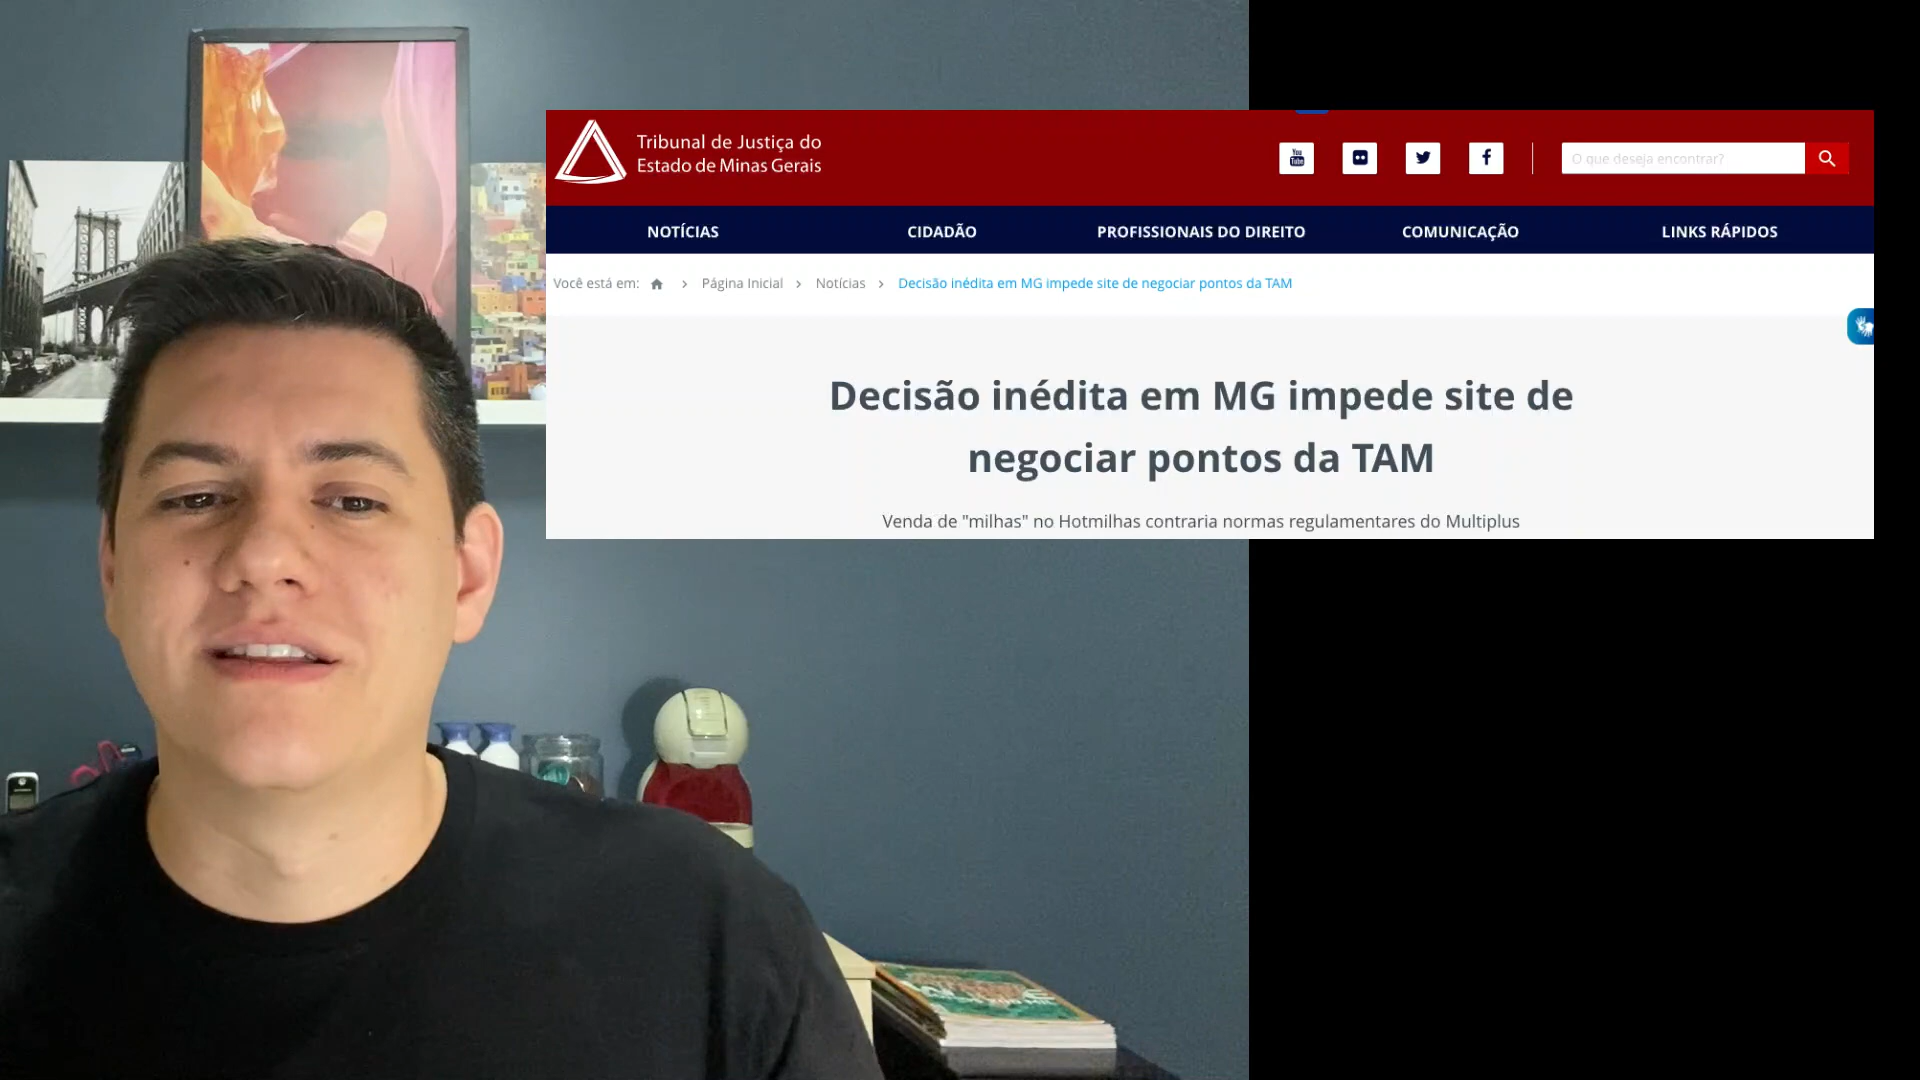 Tribunal de Justiça do
Estado de Minas Gerais
You
Tube
O que deseja encontrar?
NOTÍCIAS
CIDADÃO
PROFISSIONAIS DO DIREITO
COMUNICAÇÃO
LINKS RÁPIDOS
Você está em:
Página Inicial
Notícias
Decisão inédita em MG impede site de negociar pontos da TAM
Decisão inédita em MG impede site de
negociar pontos da TAM
Venda de "milhas" no Hotmilhas contraria normas regulamentares do Multiplus